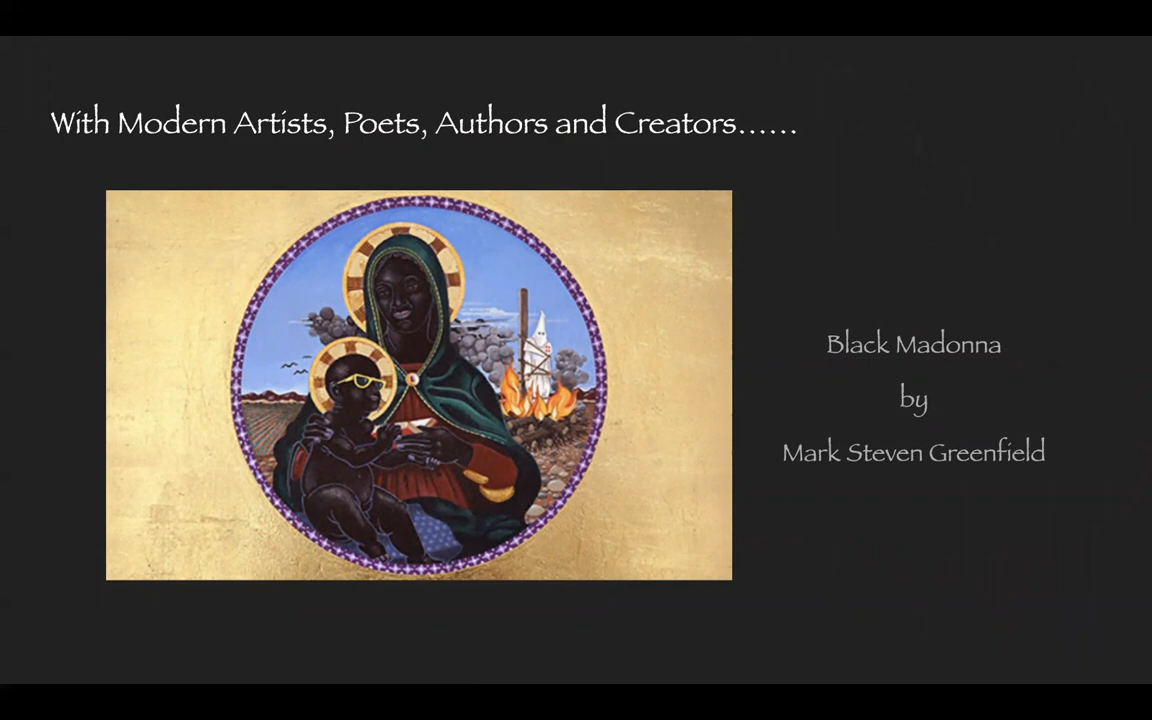 With Modern Artists, Poets, Authors and Creators......
Black Madonna
by
Mark Steven Greenfield